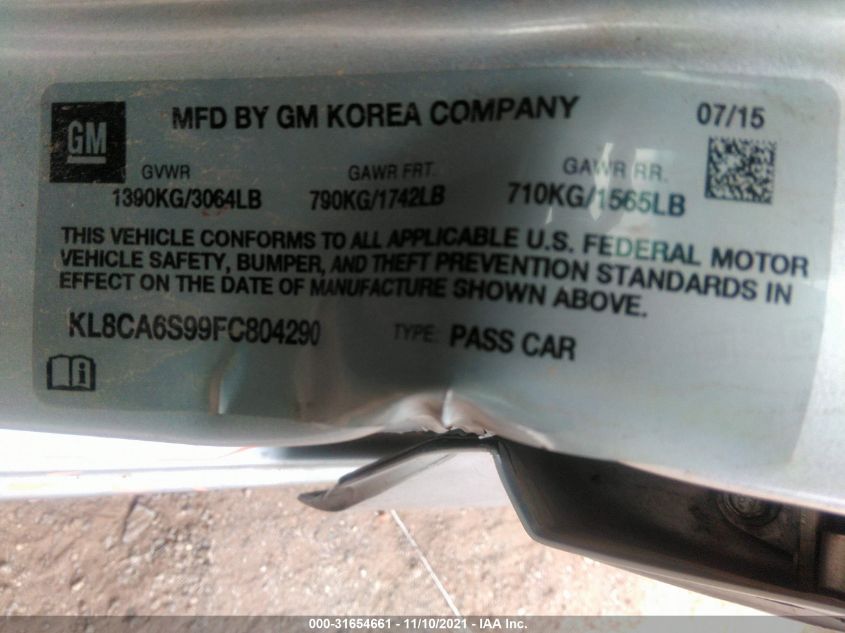 GM
MFD BY GM KOREA COMPANY 07/15
GVWR GAWR FRT. GAWR RR.
1390KG/3064LB 790KG/1742LB 710KG/1565LB
THIS VEHICLE CONFORMS TO ALL APPLICABLE U.S. FEDERAL MOTOR
VEHICLE SAFETY, BUMPER, AND THEFT PREVENTION STANDARDS IN
EFFECT ON THE DATE OF MANUFACTURE SHOWN ABOVE.
KL8CA6S99FC804290 TYPE: PASS CAR
000-31654661 - 11/10/2021 - IAA Inc.